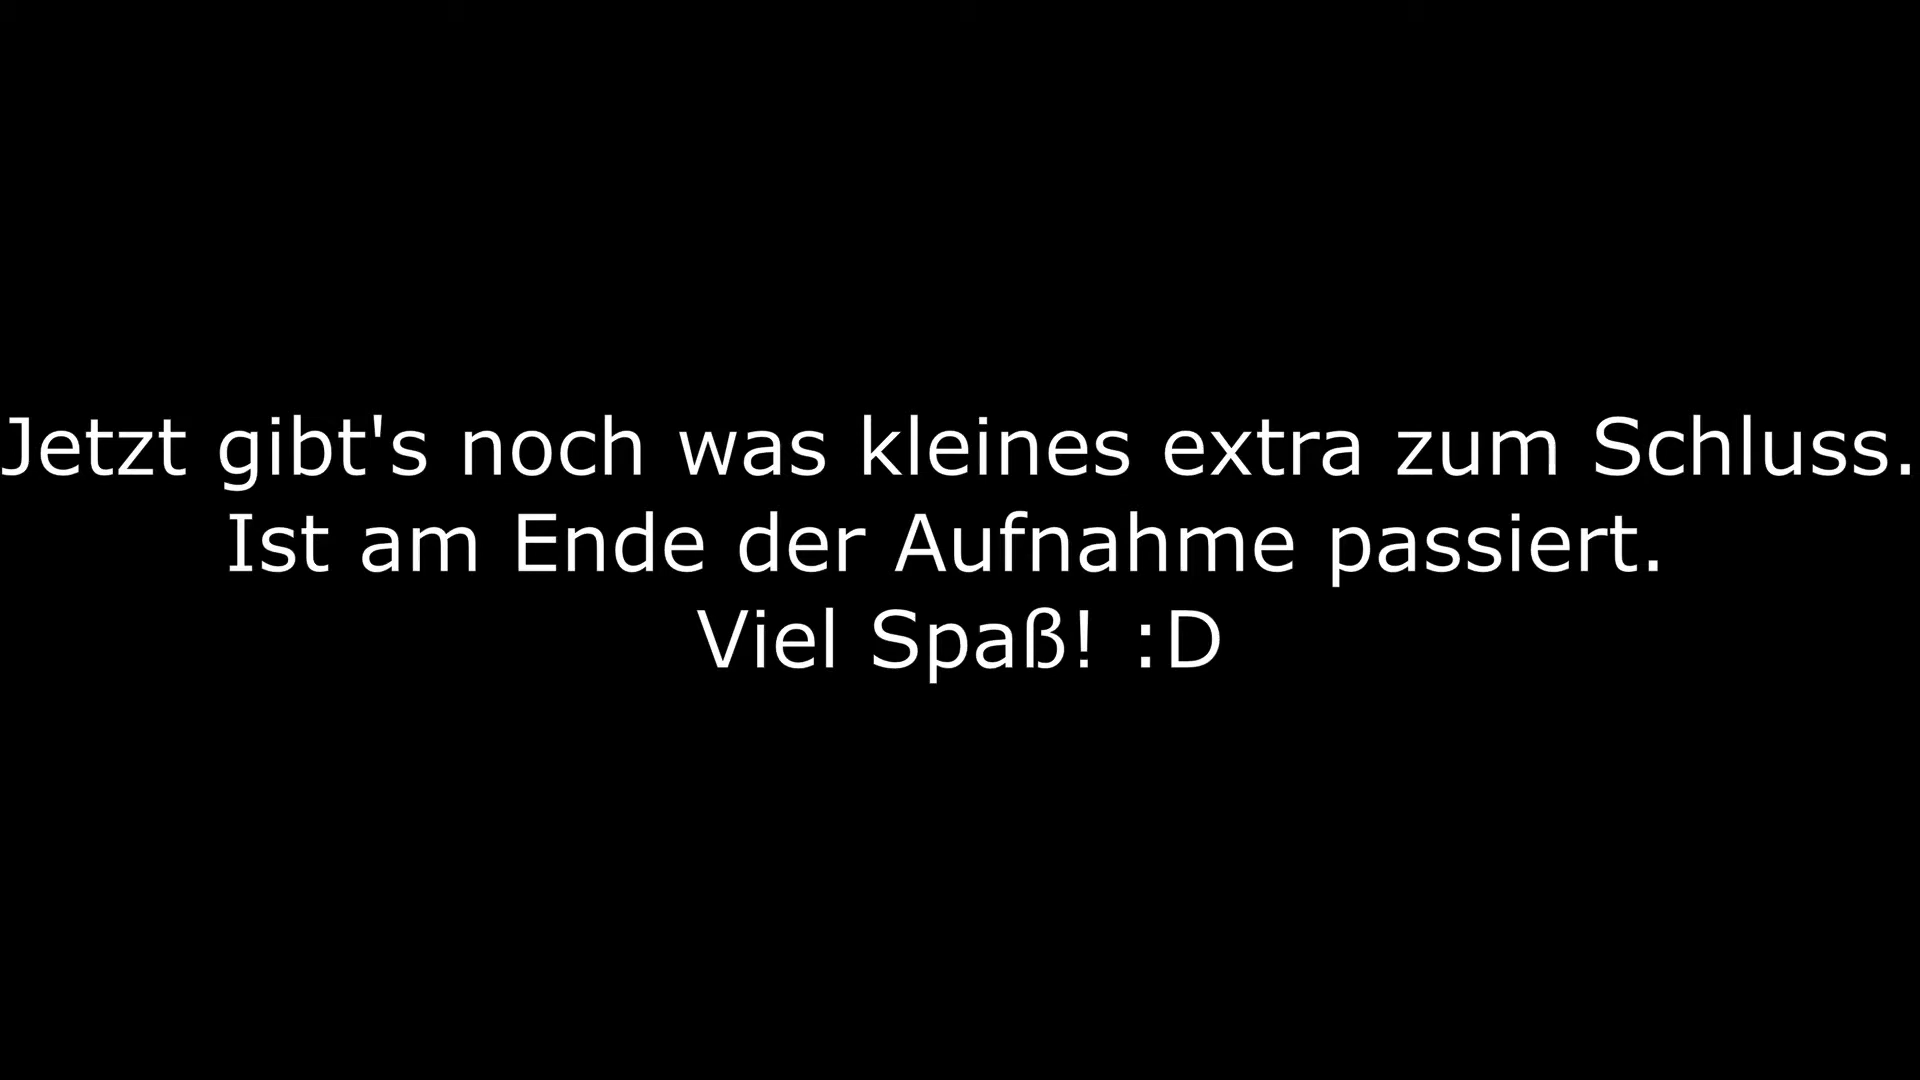 Jetzt gibt's noch was kleines extra zum Schluss.
Ist am Ende der Aufnahme passiert.
Viel Spaß! :D